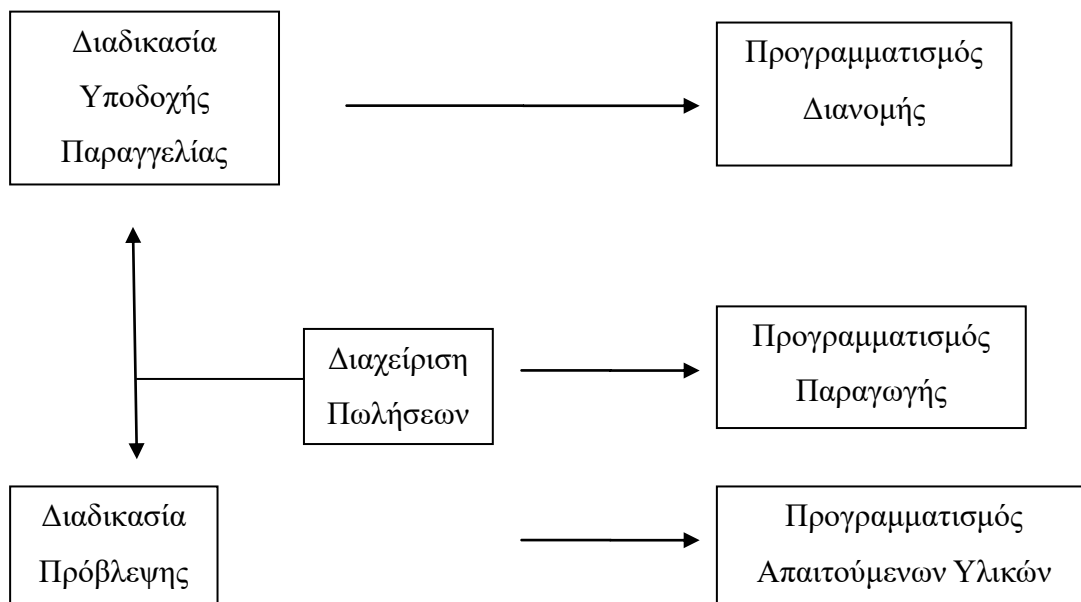 Διαδικασία
Υποδοχής
Παραγγελίας
Προγραμματισμός
Διανομής
Διαχείριση
Πωλήσεων
Προγραμματισμός
Παραγωγής
Διαδικασία
Πρόβλεψης
Προγραμματισμός
Απαιτούμενων Υλικών